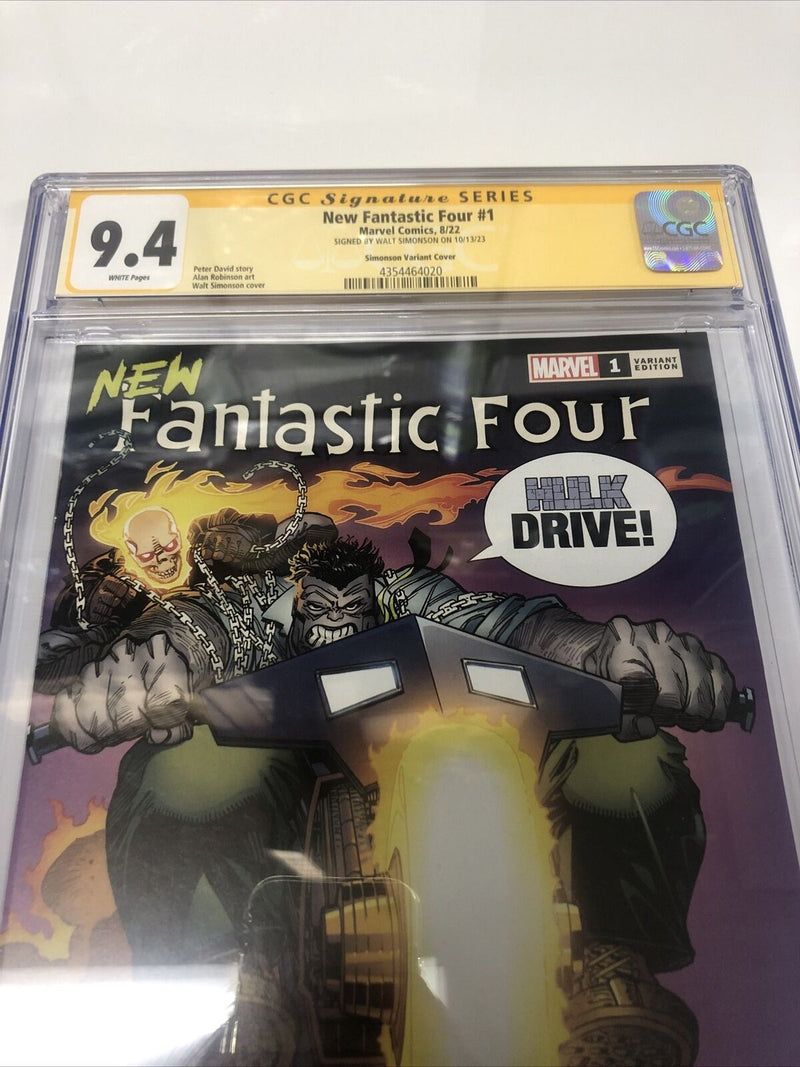 CGC Signature SERIES
9.4
WHITE Pages
New Fantastic Four #1
Marvel Comics, 8/22
SIGNED BY WALT SIMONSON ON 10/13/23
Simonson Variant Cover
4354464020
Peter David story
Alan Robinson art
Walt Simonson cover
CGC
NEW
Fantastic Four
MARVEL 1 VARIANT
EDITION
HULK
DRIVE!